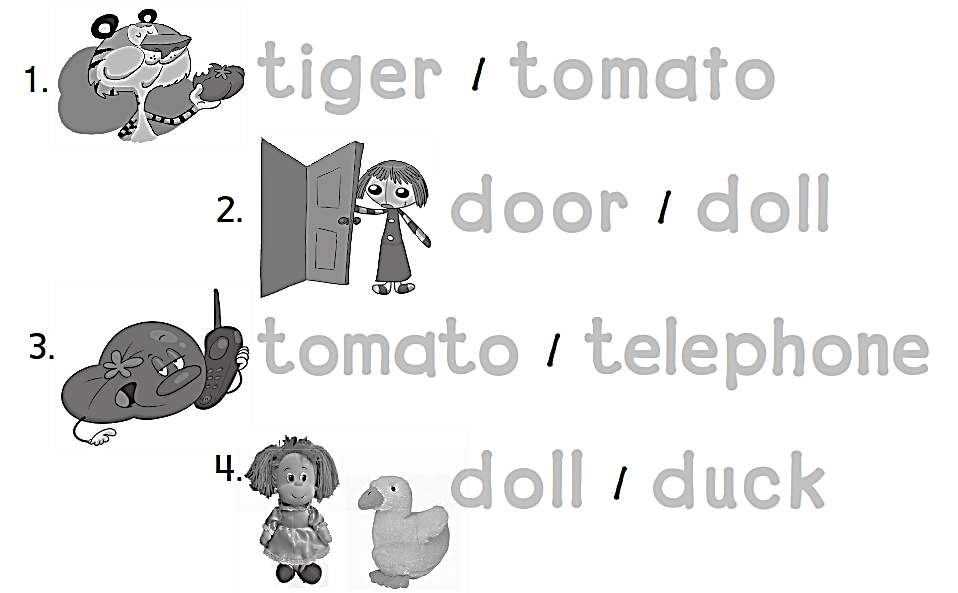 1. tiger / tomato
2. door / doll
3. tomato / telephone
4. doll / duck